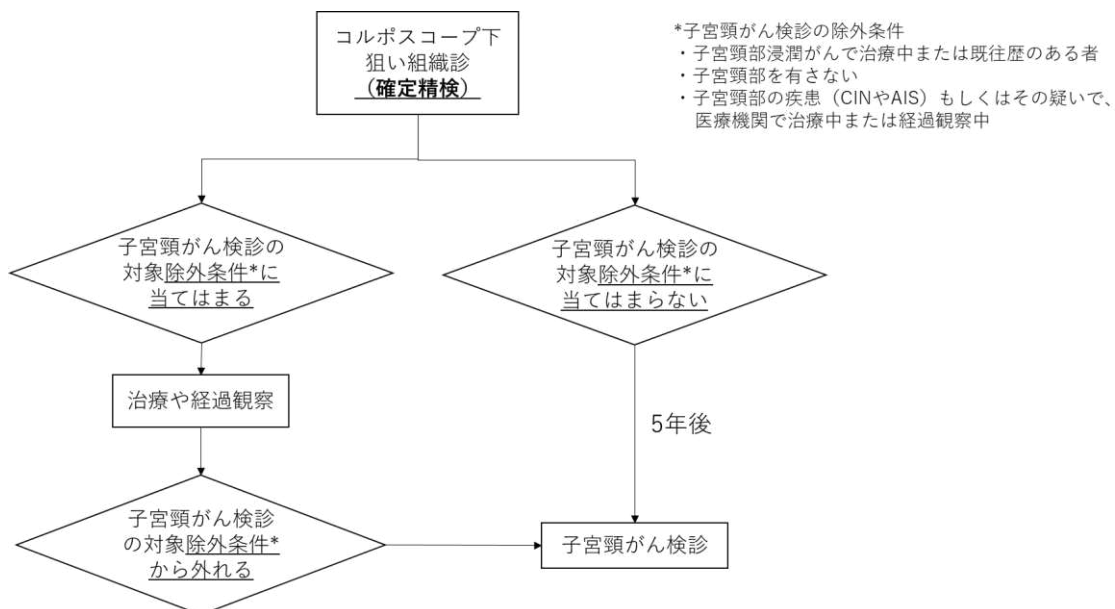 コルポスコープ下
狙い組織診
（確定精検）
*子宮頸がん検診の除外条件
・子宮頸部浸潤がんで治療中または既往歴のある者
・子宮頸部を有さない
・子宮頸部の疾患（CINやAIS）もしくはその疑いで、
医療機関で治療中または経過観察中
子宮頸がん検診の
対象除外条件*に
当てはまる
子宮頸がん検診の
対象除外条件*に
当てはまらない
治療や経過観察
5年後
子宮頸がん検診
の対象除外条件*
から外れる
子宮頸がん検診